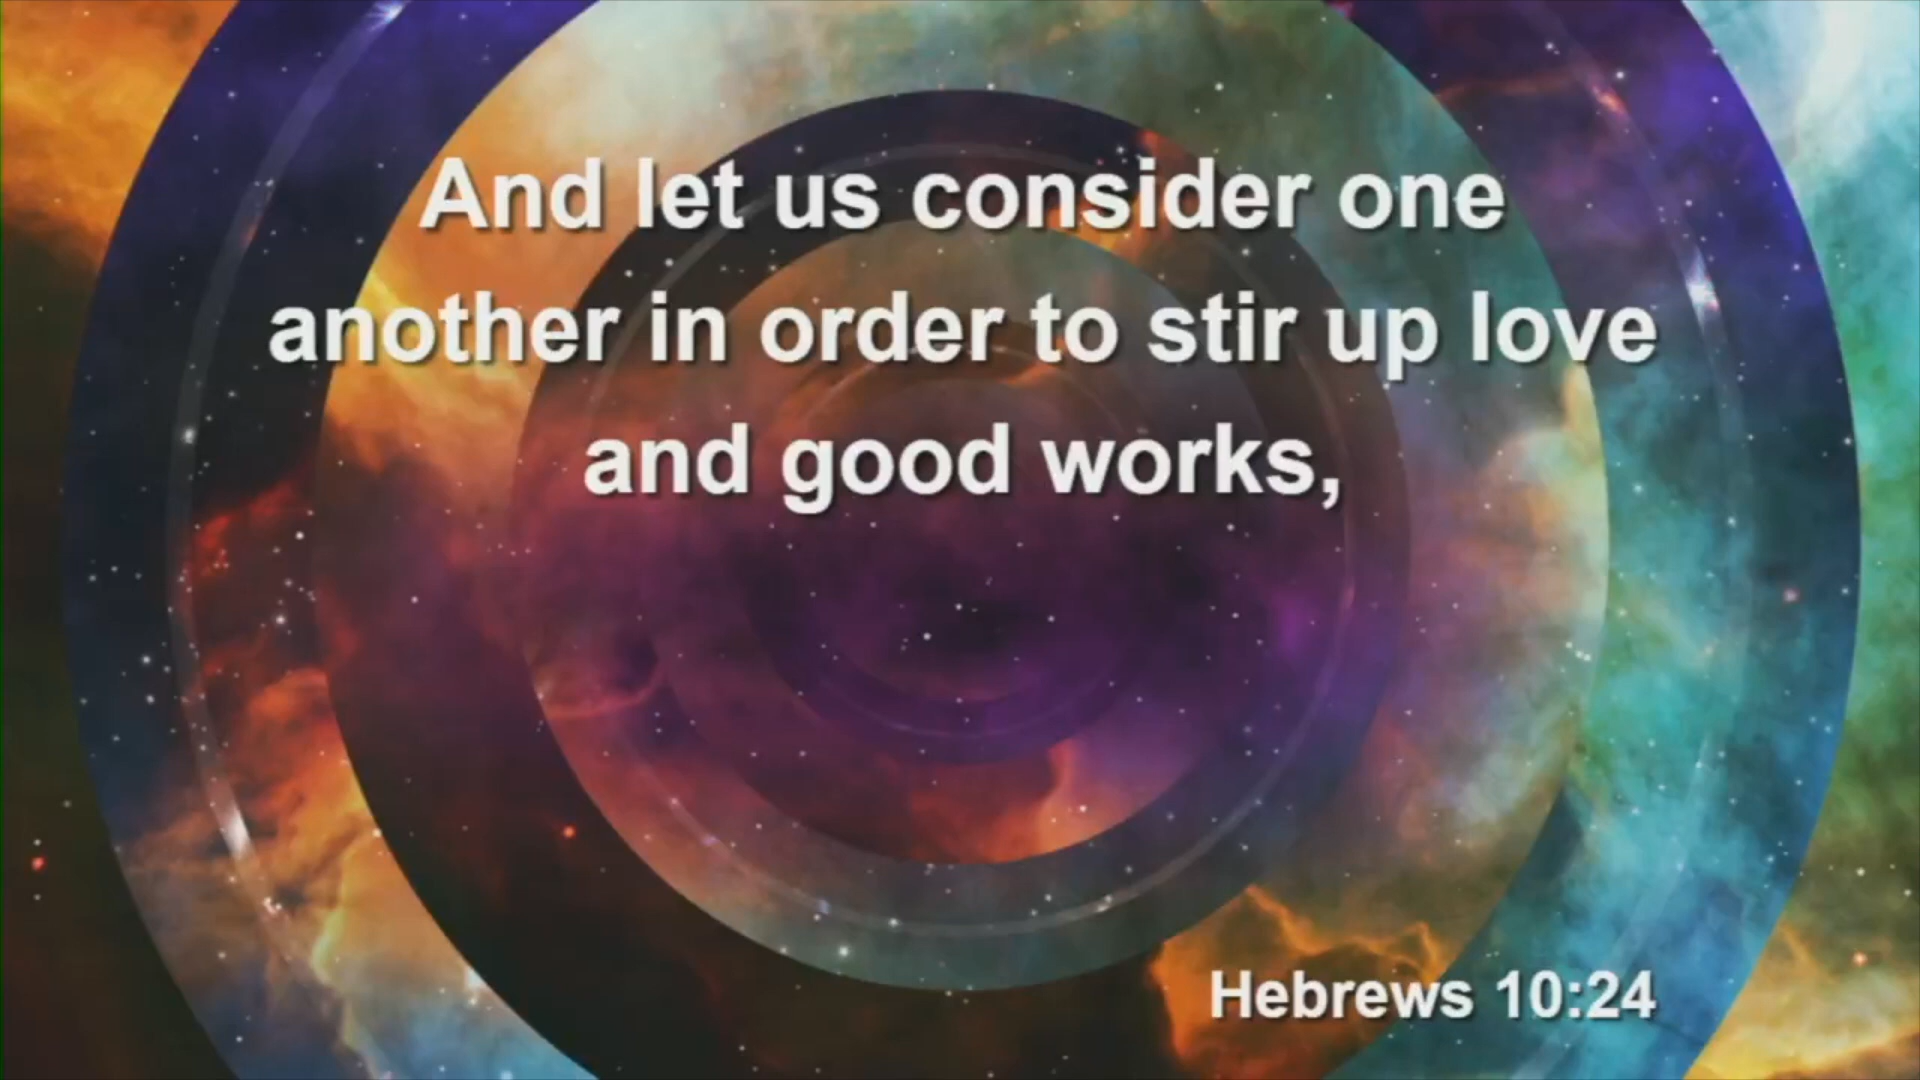 And let us consider one
another in order to stir up love
and good works,
Hebrews 10:24